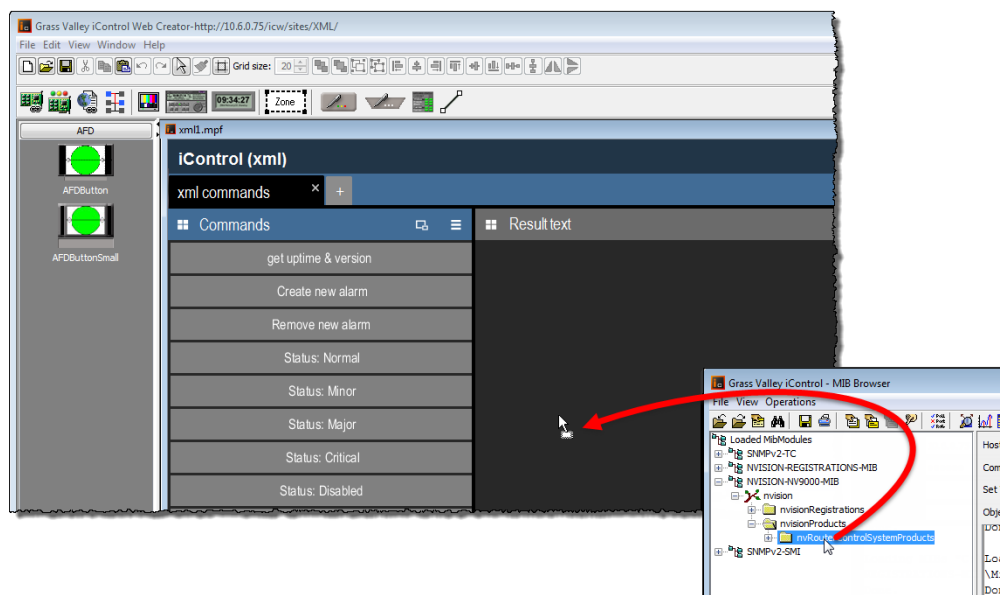 Grass Valley iControl Web Creator-http://10.6.0.75/icw/sites/XML/
File Edit View Window Help
Grid size: 20
09:34:27 Zone
AFD
AFDButton
AFDButtonSmall
xml1.mpf
iControl (xml)
xml commands × +
Commands
Result text
get uptime & version
Create new alarm
Remove new alarm
Status: Normal
Status: Minor
Status: Major
Status: Critical
Status: Disabled
Grass Valley iControl - MIB Browser
File View Operations
Loaded MibModules
SNMPv2-TC
NVISION-REGISTRATIONS-MIB
NVISION-NV9000-MIB
nvision
nvisionRegistrations
nvisionProducts
SNMPv2-SMI
Set